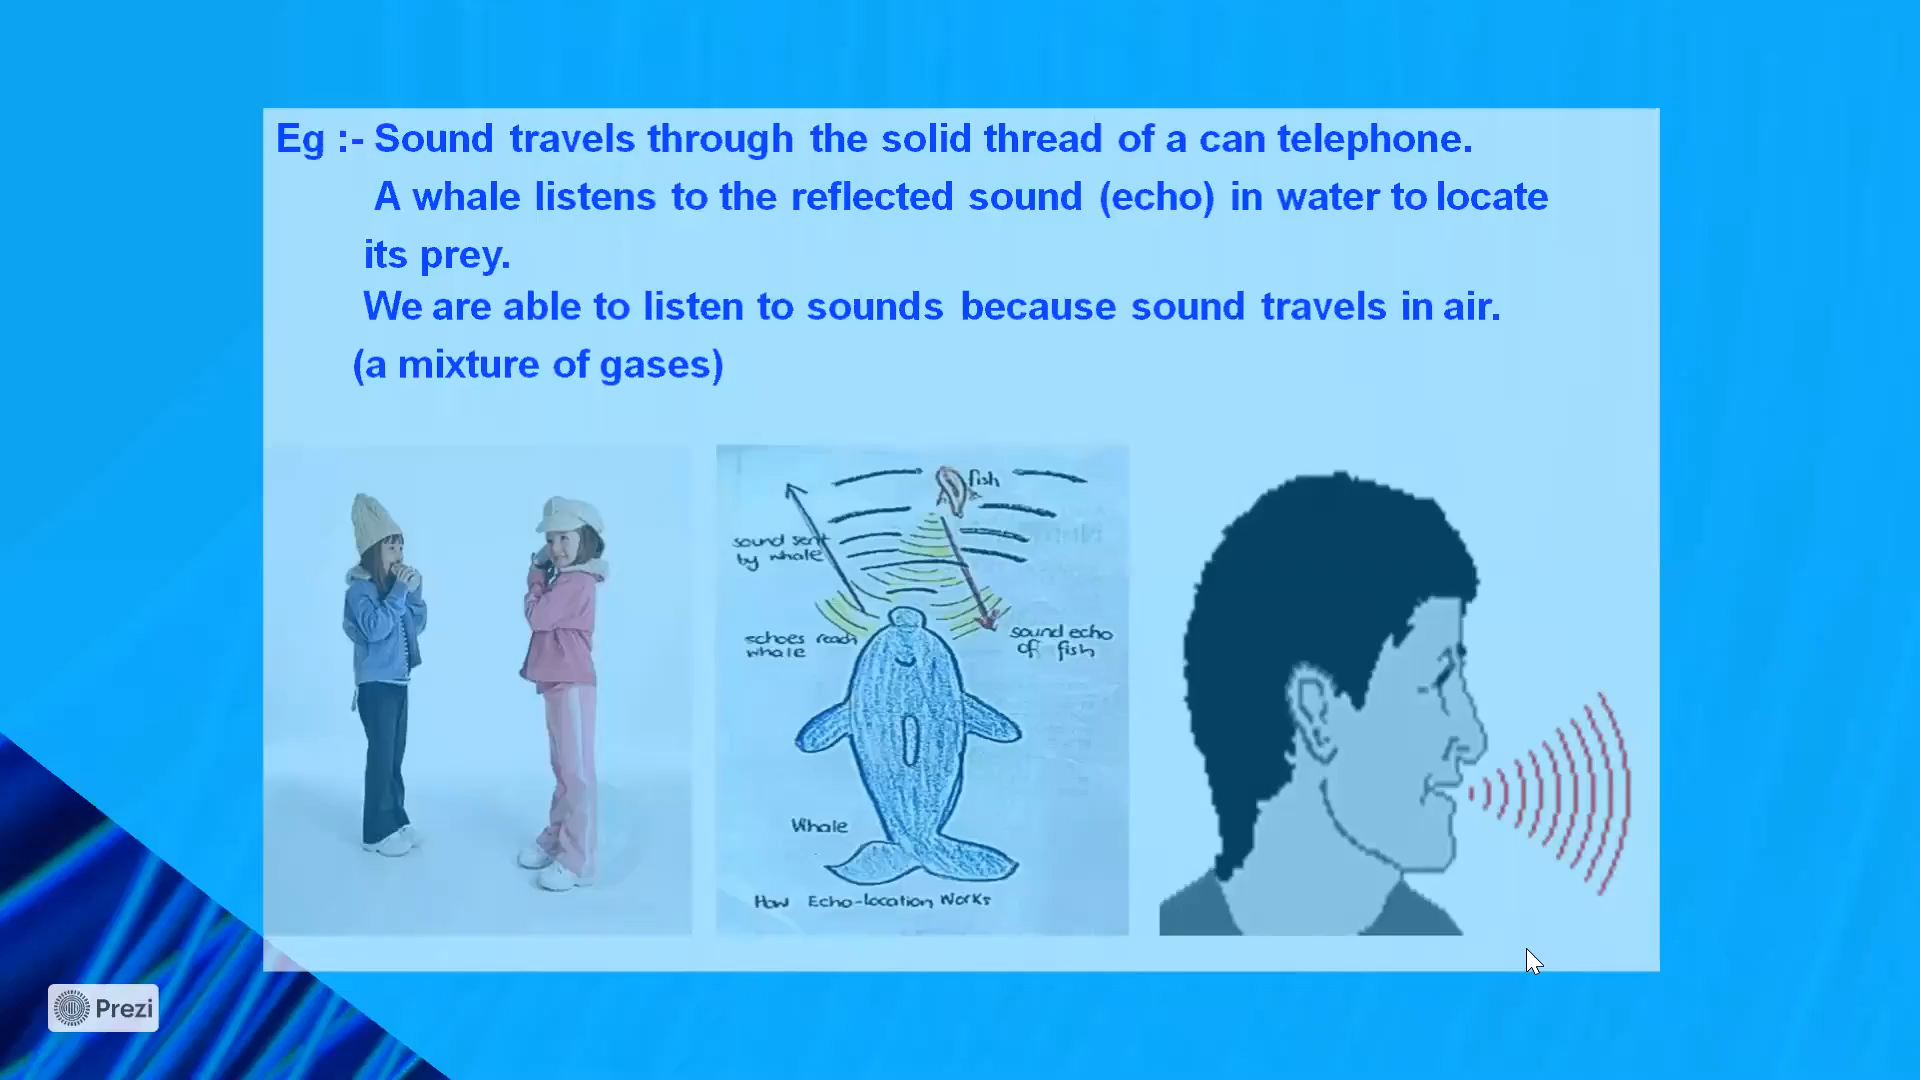 Eg :- Sound travels through the solid thread of a can telephone.
A whale listens to the reflected sound (echo) in water to locate
its prey.
We are able to listen to sounds because sound travels in air.
(a mixture of gases)
fish
sound sent
by whale
echoes reach
whale
sound echo
of fish
Whale
How Echo-location Works
Prezi